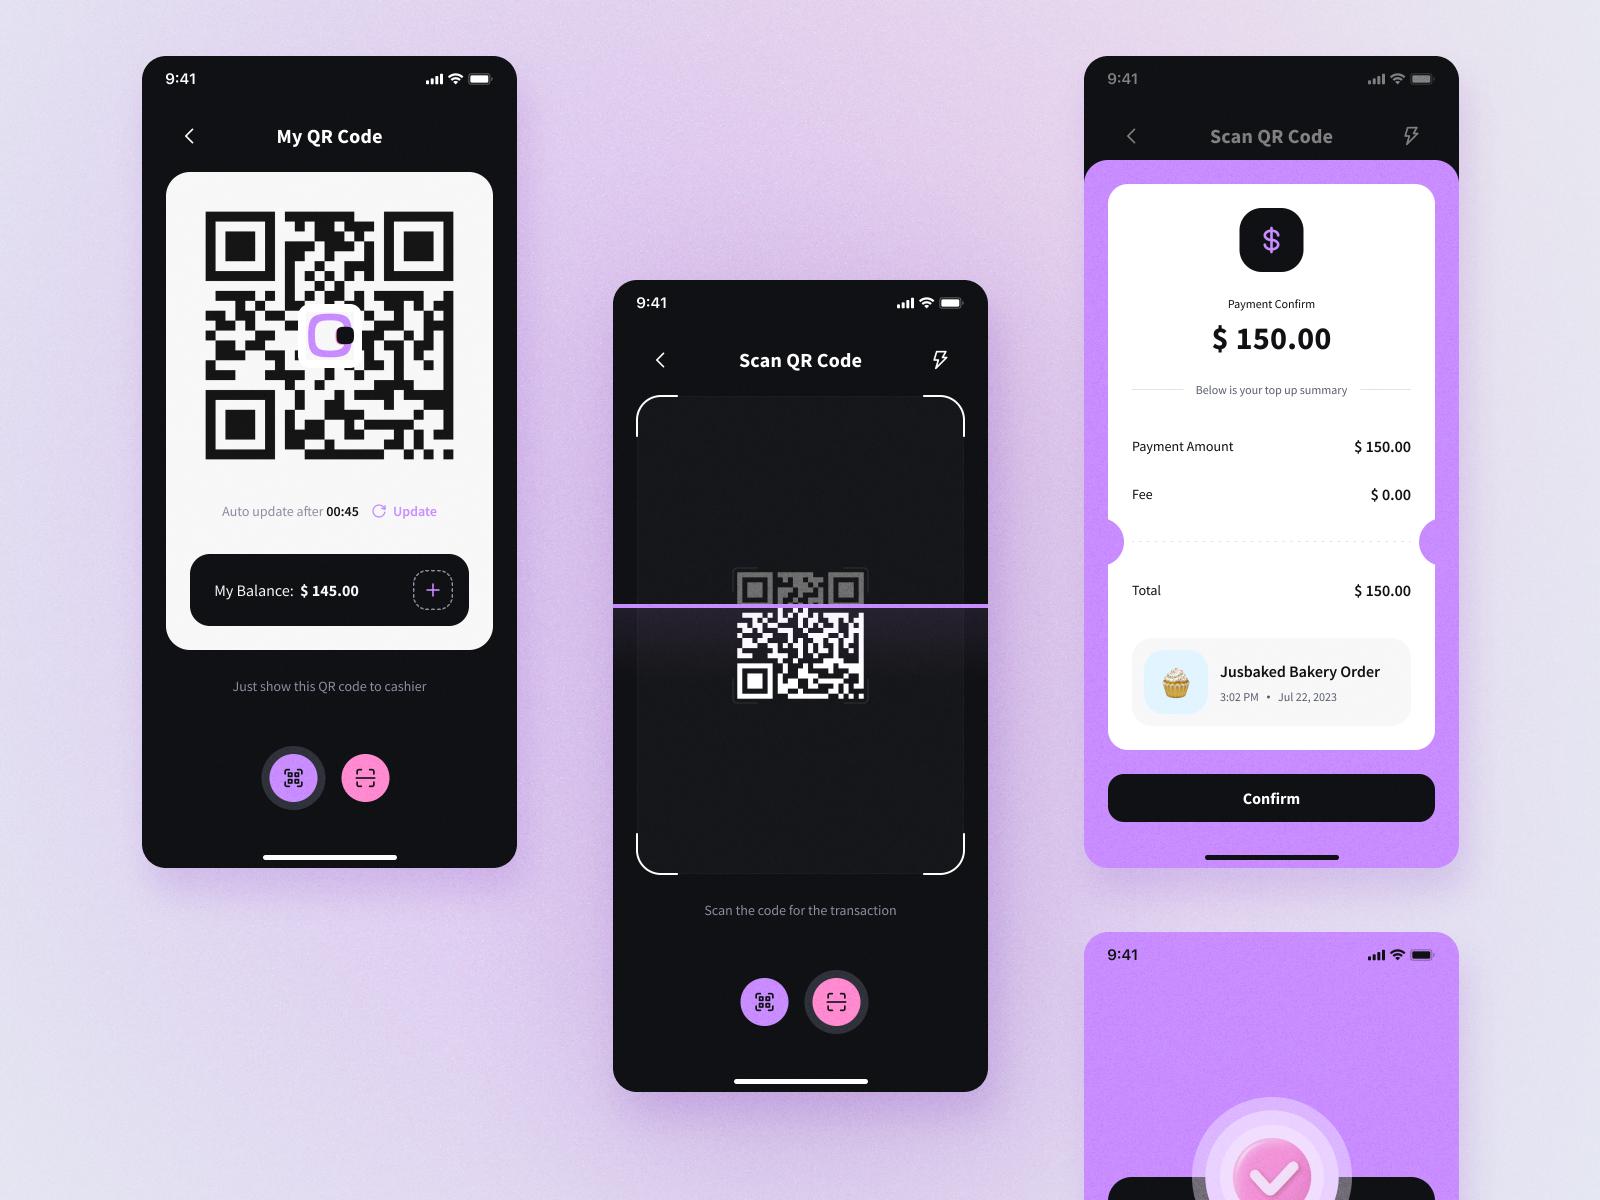 9:41
My QR Code
Auto update after 00:45 Update
My Balance: $ 145.00
Just show this QR code to cashier
9:41
Scan QR Code
Scan the code for the transaction
9:41
Scan QR Code
$
Payment Confirm
$ 150.00
Below is your top up summary
Payment Amount $ 150.00
Fee $ 0.00
Total $ 150.00
Jusbaked Bakery Order
3:02 PM • Jul 22, 2023
Confirm
9:41